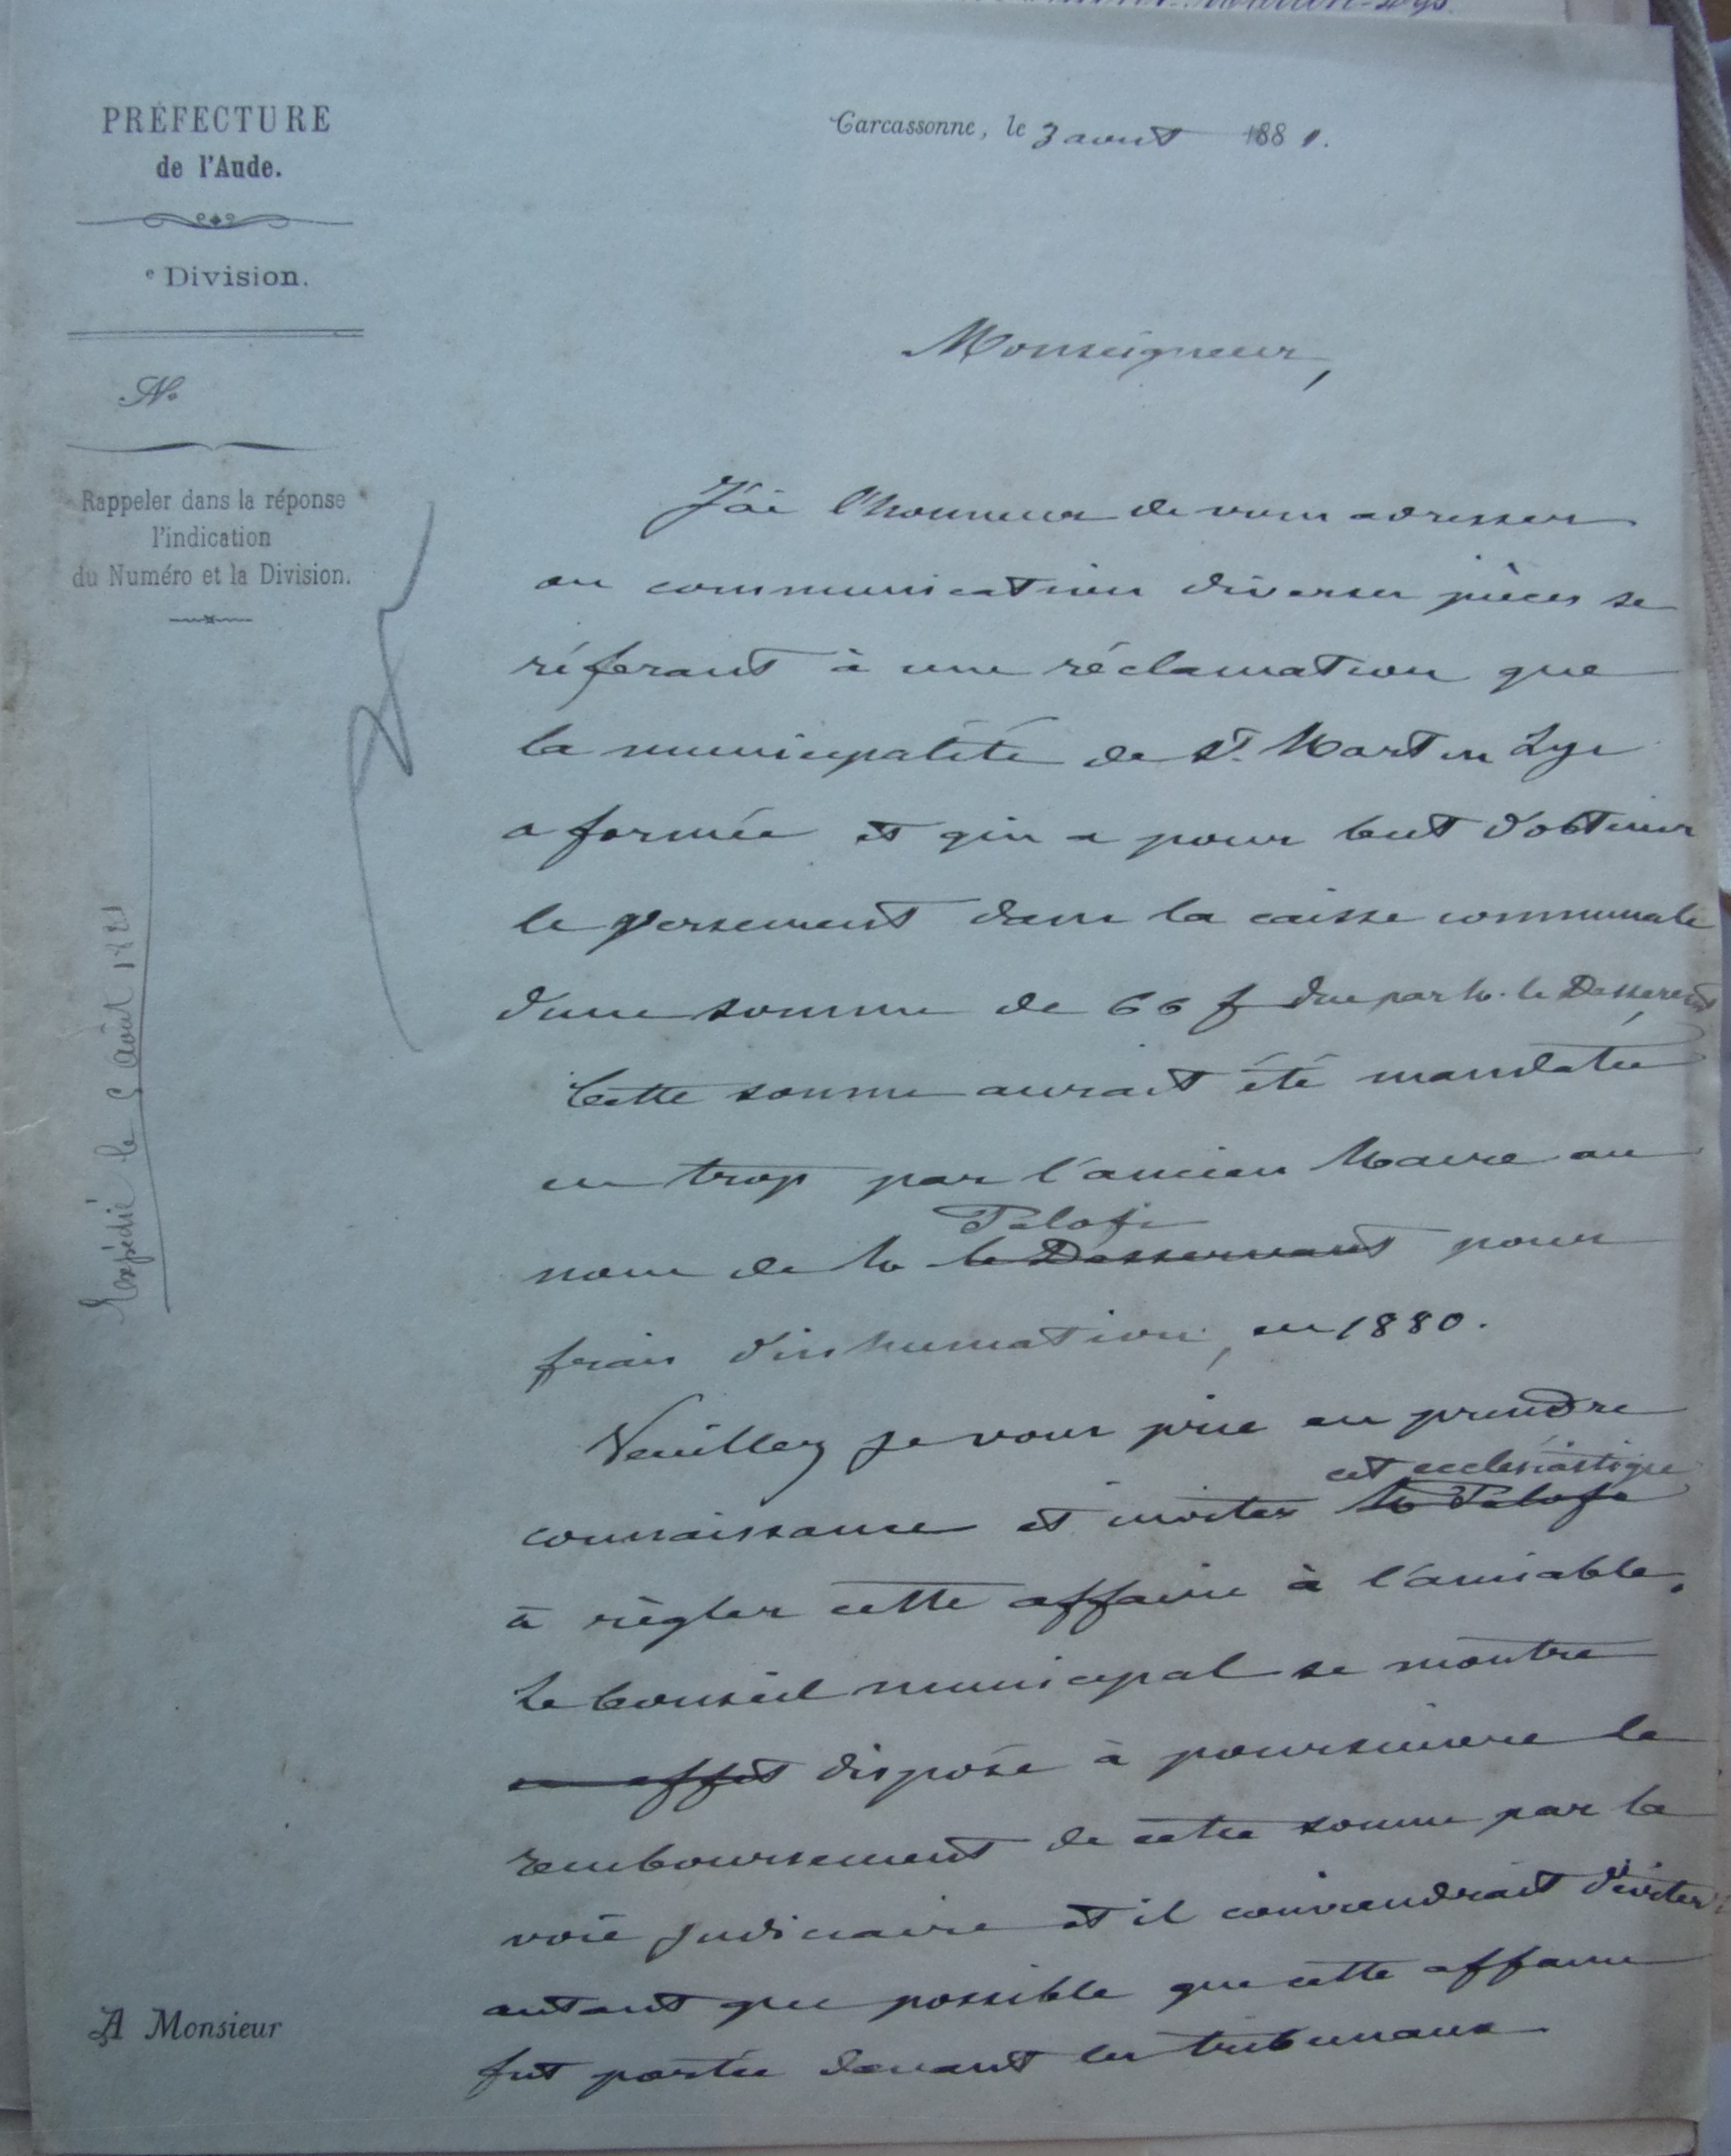 PRÉFECTURE
de l'Aude.
e Division.
No
Rappeler dans la réponse
l'indication
du Numéro et la Division.
Expédié le 5 août 1881
A Monsieur
Carcassonne, le 3 aout 1881.
Monseigneur,
J'ai l'honneur de vous adresser
en communication diverses pièces se
référant à une réclamation que
la municipalité de St. Martin Lys
a formée et qui a pour but d'obtenir
le versement dans la caisse communale
d'une somme de 66 f due par M. le Desservant
Cette somme aurait été mandatée
en trop par l'ancien Maire au
Pelofi
nom de M le Desservant pour
frais d'inhumation, en 1880.
Veuillez je vous prie en prendre
cet ecclésiastique
connaissance et inviter M Pelofi
à règler cette affaire à l'amiable.
Le Conseil municipal se montre
en effet disposé à poursuivre le
remboursement de cette somme par la
voie judiciaire et il conviendrait d'éviter
autant que possible que cette affaire
fut portée devant les tribunaux